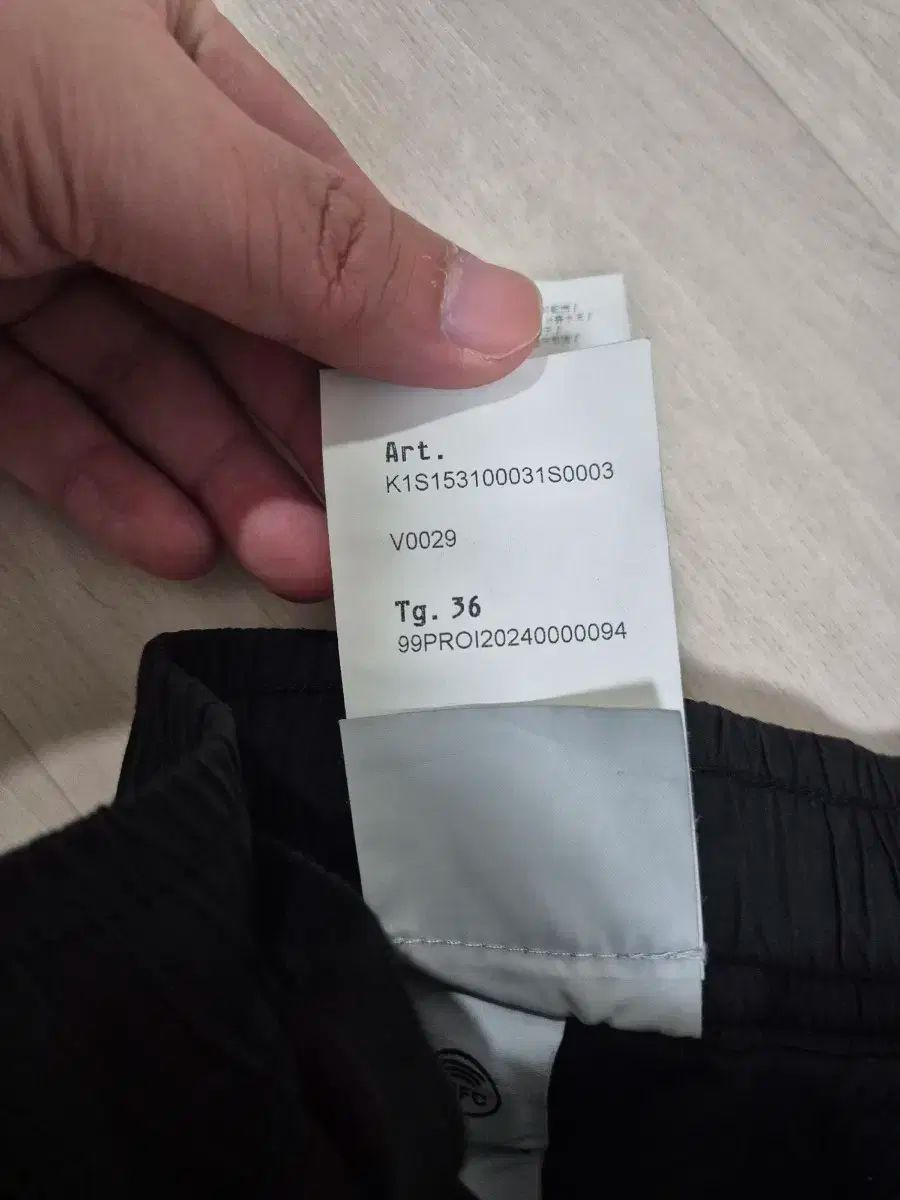 Art.
K1S153100031S0003
V0029
Tg. 36
99PROI20240000094